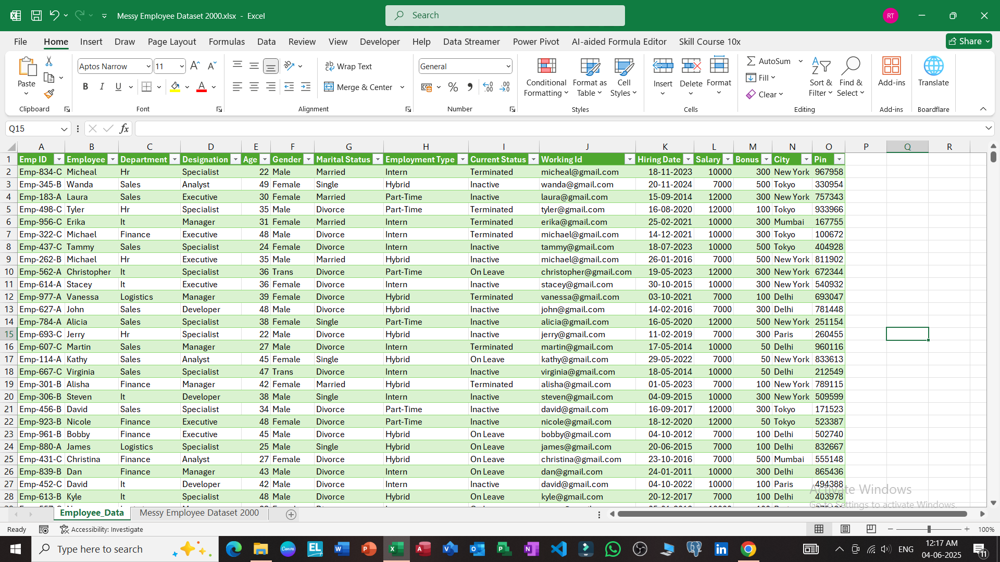 Messy Employee Dataset 2000.xlsx - Excel
Search
RT
File Home Insert Draw Page Layout Formulas Data Review View Developer Help Data Streamer Power Pivot AI-aided Formula Editor Skill Course 10x Share
Paste
Clipboard
Aptos Narrow 11
B I U
Font
Wrap Text
Merge & Center
Alignment
General
Number
Conditional Formatting
Format as Table
Cell Styles
Styles
Insert Delete Format
Cells
AutoSum
Fill
Clear
Sort & Filter
Find & Select
Editing
Add-ins
Add-ins
Translate
Boardflare
Q15
fx
A B C D E F G H I J K L M N O P Q R
1 Emp ID Employee Department Designation Age Gender Marital Status Employment Type Current Status Working Id Hiring Date Salary Bonus City Pin
2 Emp-834-C Micheal Hr Specialist 22 Male Married Intern Terminated micheal@gmail.com 18-11-2023 10000 300 New York 967958
3 Emp-345-B Wanda Sales Analyst 49 Female Single Hybrid Inactive wanda@gmail.com 20-11-2024 7000 500 Tokyo 330954
4 Emp-183-A Laura Sales Executive 30 Female Married Part-Time Inactive laura@gmail.com 15-09-2014 12000 300 New York 757343
5 Emp-498-C Tyler Hr Specialist 35 Male Divorce Part-Time Terminated tyler@gmail.com 16-08-2020 12000 100 Tokyo 933966
6 Emp-956-C Erika It Manager 31 Female Married Intern Terminated erika@gmail.com 25-02-2021 10000 300 Mumbai 167755
7 Emp-322-C Michael Finance Executive 48 Male Divorce Intern Terminated michael@gmail.com 14-12-2021 10000 300 Tokyo 100672
8 Emp-437-C Tammy Sales Specialist 24 Female Divorce Intern Inactive tammy@gmail.com 18-07-2023 10000 500 Tokyo 404928
9 Emp-262-B Michael Hr Executive 35 Male Married Hybrid Inactive michael@gmail.com 26-01-2016 7000 500 New York 811902
10 Emp-562-A Christopher It Specialist 36 Trans Divorce Part-Time On Leave christopher@gmail.com 19-05-2023 12000 300 New York 672344
11 Emp-614-A Stacey It Executive 36 Female Divorce Intern Inactive stacey@gmail.com 30-10-2015 10000 300 New York 540932
12 Emp-977-A Vanessa Logistics Manager 39 Female Divorce Hybrid Terminated vanessa@gmail.com 03-10-2021 7000 100 Delhi 693047
13 Emp-627-A John Sales Developer 48 Male Divorce Hybrid Inactive john@gmail.com 14-02-2016 7000 300 Delhi 781448
14 Emp-784-A Alicia Sales Specialist 38 Female Single Part-Time Inactive alicia@gmail.com 16-05-2020 12000 500 New York 251154
15 Emp-693-C Jerry Hr Specialist 22 Male Divorce Hybrid Inactive jerry@gmail.com 11-02-2019 7000 300 Paris 260455
16 Emp-607-C Martin Sales Manager 27 Male Divorce Intern Terminated martin@gmail.com 17-05-2014 10000 50 Delhi 960116
17 Emp-114-A Kathy Sales Analyst 45 Female Single Hybrid On Leave kathy@gmail.com 29-05-2022 7000 50 New York 833613
18 Emp-667-C Virginia Sales Specialist 47 Trans Divorce Intern Inactive virginia@gmail.com 18-05-2014 10000 50 Delhi 212549
19 Emp-301-B Alisha Finance Manager 42 Female Married Hybrid Terminated alisha@gmail.com 01-05-2023 7000 100 New York 789115
20 Emp-306-B Steven It Developer 38 Male Single Intern Inactive steven@gmail.com 04-09-2015 10000 300 New York 509599
21 Emp-456-B David Sales Specialist 34 Male Divorce Part-Time Inactive david@gmail.com 16-09-2017 12000 300 Tokyo 171523
22 Emp-923-B Nicole Finance Executive 48 Female Divorce Part-Time Inactive nicole@gmail.com 18-12-2020 12000 50 Tokyo 523387
23 Emp-961-B Bobby Finance Executive 45 Male Divorce Hybrid On Leave bobby@gmail.com 04-10-2012 7000 100 Delhi 502740
24 Emp-880-A James Logistics Specialist 25 Male Single Hybrid On Leave james@gmail.com 20-06-2015 7000 100 Delhi 832667
25 Emp-431-C Christina Finance Analyst 27 Female Divorce Hybrid On Leave christina@gmail.com 23-10-2016 7000 500 Mumbai 555148
26 Emp-839-B Dan Finance Manager 43 Male Divorce Intern On Leave dan@gmail.com 24-01-2011 10000 300 Delhi 865436
27 Emp-452-C David It Developer 42 Male Divorce Intern Inactive david@gmail.com 04-10-2022 10000 100 Paris 494388
28 Emp-613-B Kyle It Specialist 48 Male Divorce Hybrid On Leave kyle@gmail.com 20-12-2017 7000 100 Delhi 403978
Activate Windows
Go to Settings to activate Windows.
Employee_Data Messy Employee Dataset 2000
Ready Accessibility: Investigate 100%
Type here to search
ENG
12:17 AM
04-06-2025
11